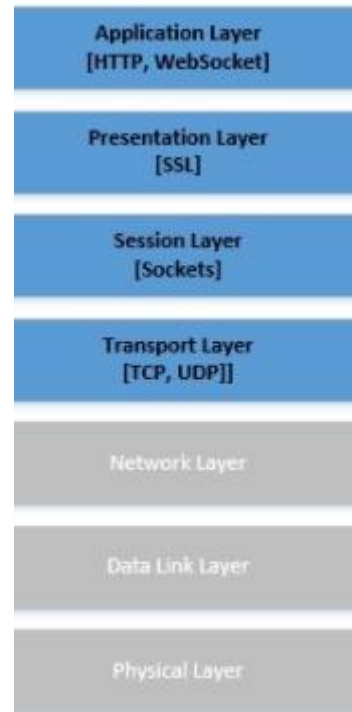 Application Layer
[HTTP, WebSocket]
Presentation Layer
[SSL]
Session Layer
[Sockets]
Transport Layer
[TCP, UDP]]
Network Layer
Data Link Layer
Physical Layer